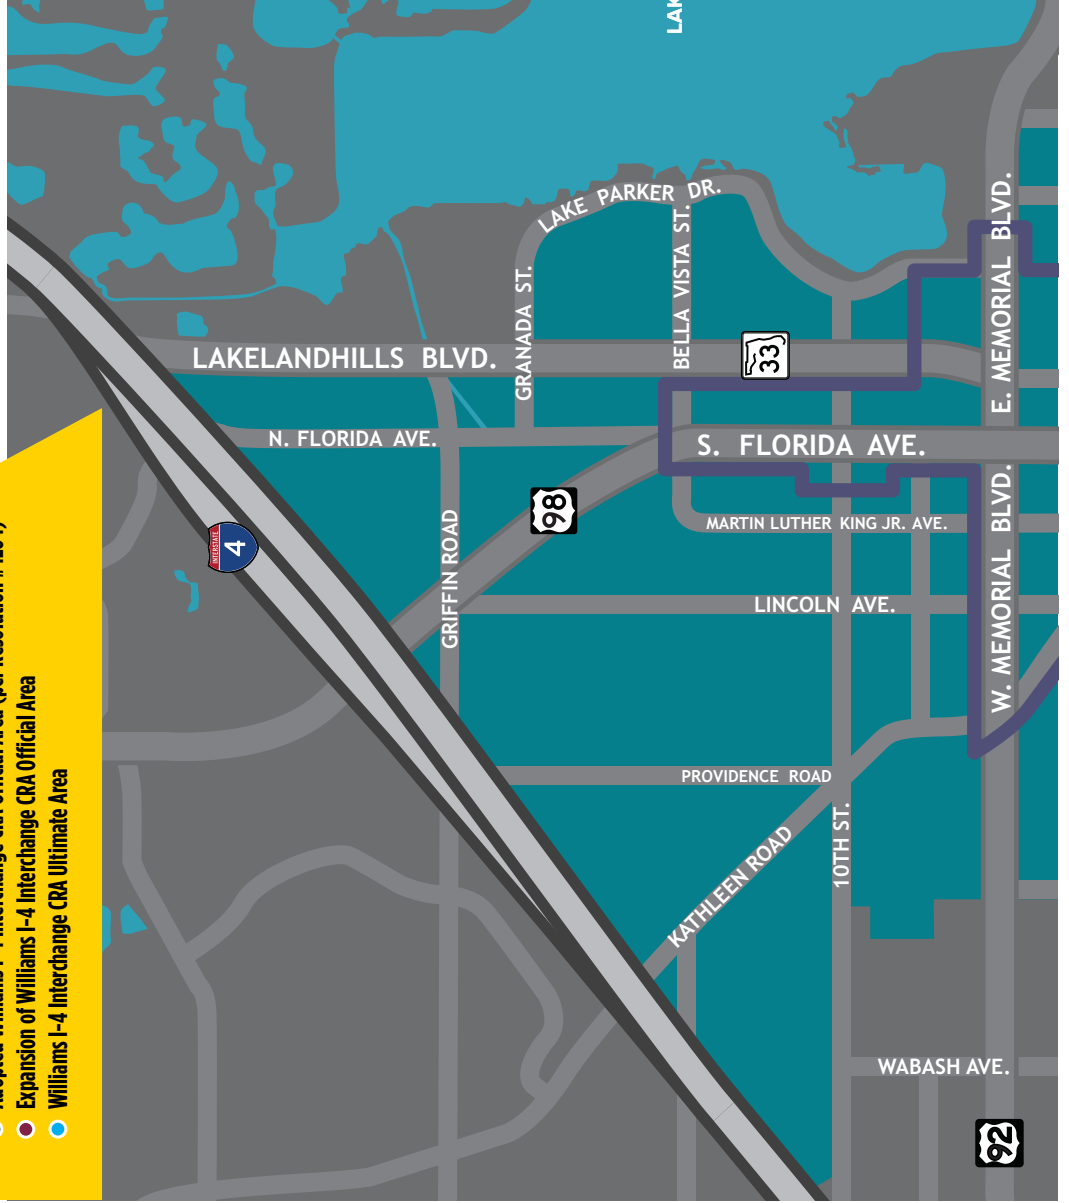 LAK
LAKE PARKER DR.
BELLA VISTA ST.
GRANADA ST.
E. MEMORIAL BLVD.
33
LAKELANDHILLS BLVD.
N. FLORIDA AVE.
S. FLORIDA AVE.
98
MARTIN LUTHER KING JR. AVE.
INTERSTATE
4
GRIFFIN ROAD
LINCOLN AVE.
W. MEMORIAL BLVD.
PROVIDENCE ROAD
10TH ST.
KATHLEEN ROAD
WABASH AVE.
92
Expansion of Williams I-4 Interchange CRA Official Area
Williams I-4 Interchange CRA Ultimate Area